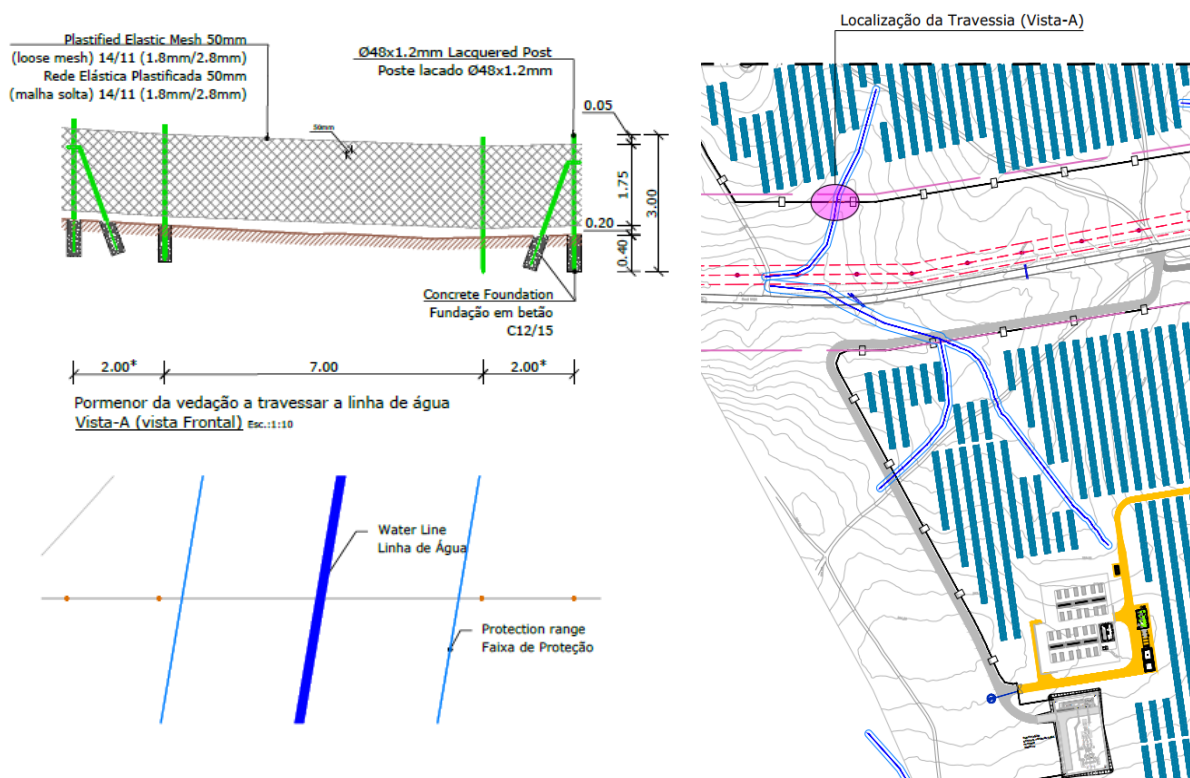 Localização da Travessia (Vista-A)
Plastified Elastic Mesh 50mm
(loose mesh) 14/11 (1.8mm/2.8mm)
Rede Elástica Plastificada 50mm
(malha solta) 14/11 (1.8mm/2.8mm)
Ø48x1.2mm Lacquered Post
Poste lacado Ø48x1.2mm
0.05
50mm
1.75
3.00
0.20
0.40
Concrete Foundation
Fundação em betão
C12/15
2.00*
7.00
2.00*
Pormenor da vedação a travessar a linha de água
Vista-A (vista Frontal) Esc.:1:10
Water Line
Linha de Água
Protection range
Faixa de Proteção